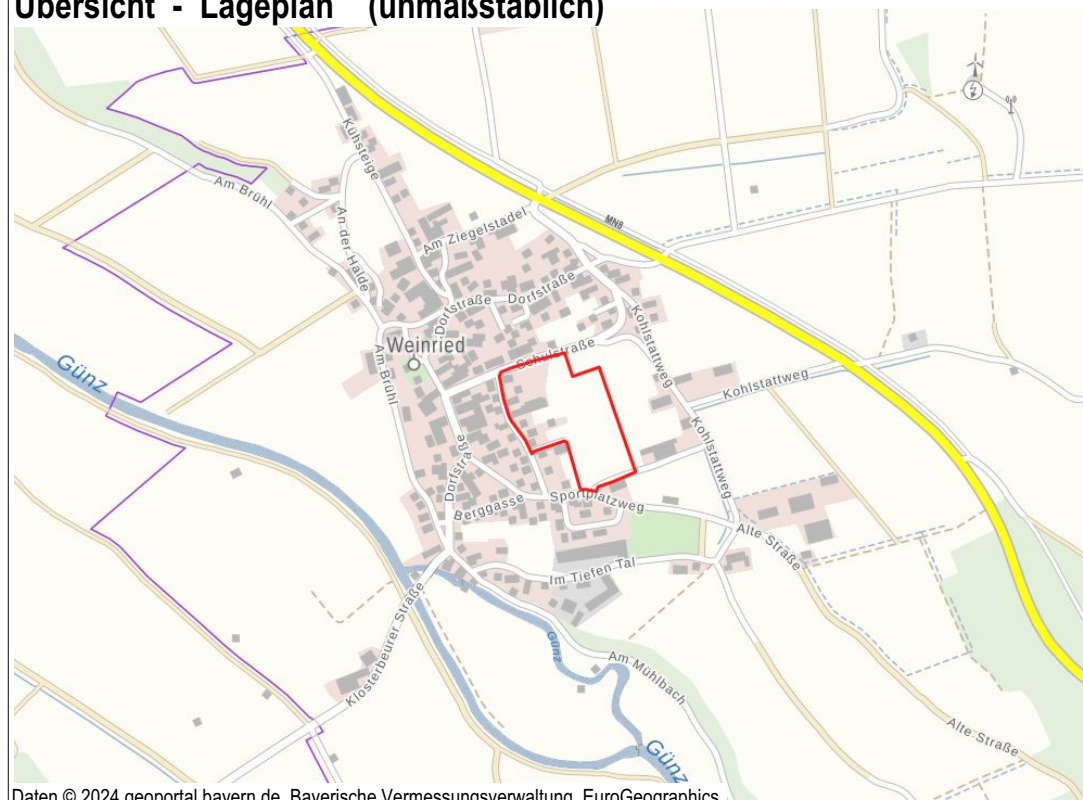 Übersicht - Lageplan (unmaßstäblich)
Kühsteige
Am Brühl
An der Halde
Am Ziegelstadel
MN8
Dorfstraße
Dorfstraße
Weinried
Schulstraße
Kohlstattweg
Günz
Am Brühl
Kohlstattweg
Kohlstattweg
Dorfstraße
Berggasse
Sportplatzweg
Alte Straße
Im Tiefen Tal
Klosterbeurer Straße
Günz
Am Mühlbach
Alte Straße
Günz
Daten © 2024 geoportal.bayern.de, Bayerische Vermessungsverwaltung, EuroGeographics